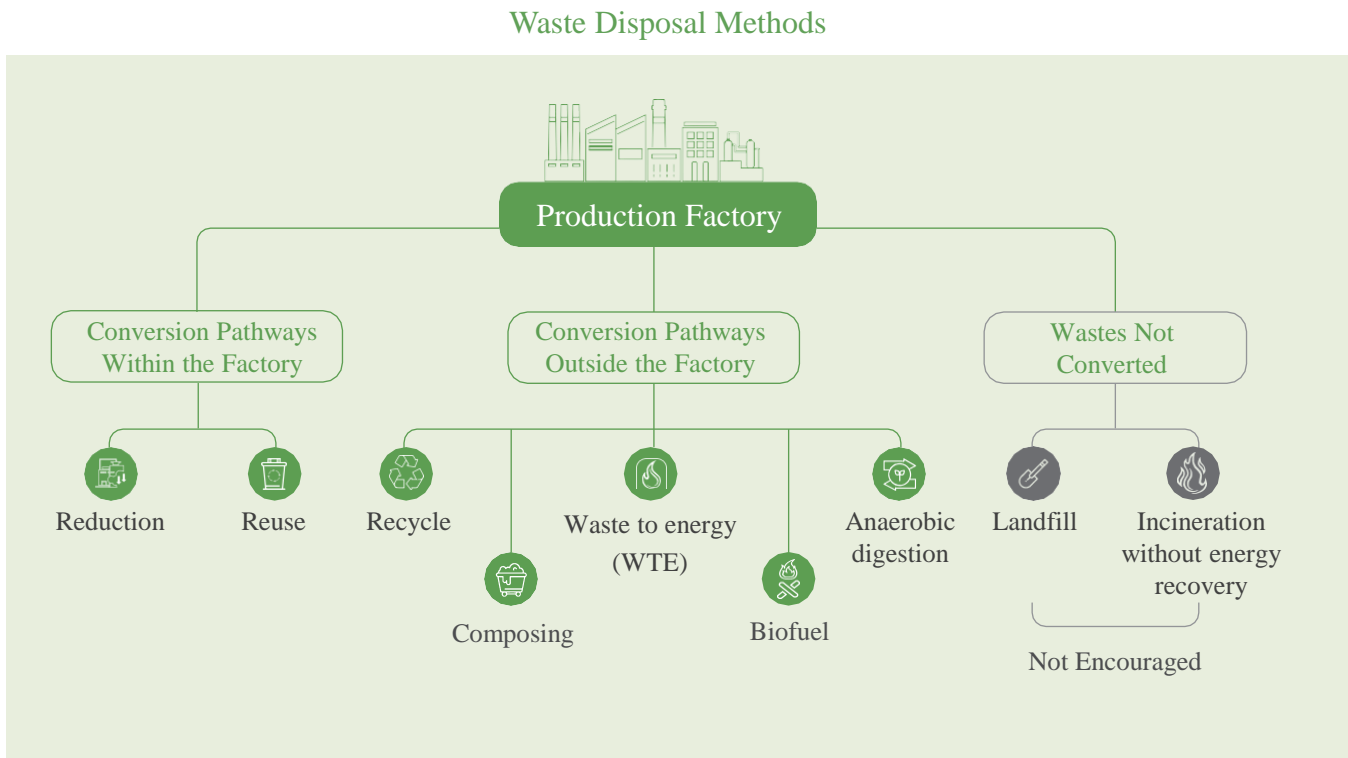 Waste Disposal Methods
Production Factory
Conversion Pathways
Within the Factory
Conversion Pathways
Outside the Factory
Wastes Not
Converted
Reduction
Reuse
Recycle
Composing
Waste to energy
(WTE)
Biofuel
Anaerobic
digestion
Landfill
Incineration
without energy
recovery
Not Encouraged